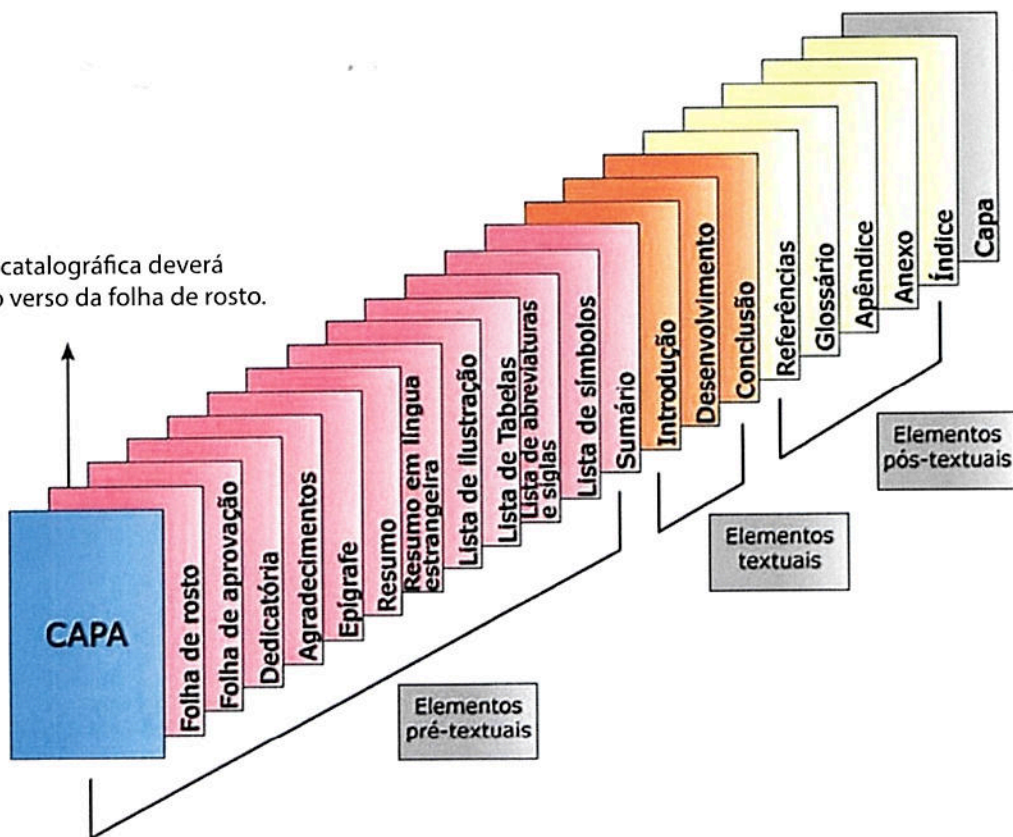 catalográfica deverá
o verso da folha de rosto.
CAPA
Folha de rosto
Folha de aprovação
Dedicatória
Agradecimentos
Epígrafe
Resumo
Resumo em língua
estrangeira
Lista de ilustração
Lista de Tabelas
Lista de abreviaturas
e siglas
Lista de símbolos
Sumário
Introdução
Desenvolvimento
Conclusão
Referências
Glossário
Apêndice
Anexo
Índice
Capa
Elementos
pré-textuais
Elementos
textuais
Elementos
pós-textuais